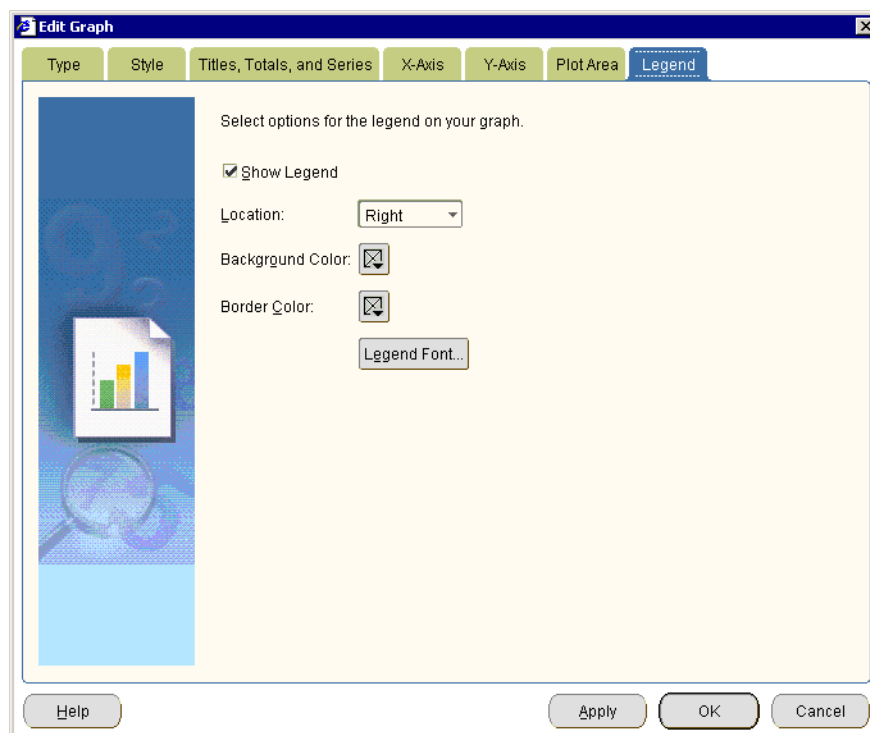 Edit Graph
Type Style Titles, Totals, and Series X-Axis Y-Axis Plot Area Legend
Select options for the legend on your graph.
Show Legend
Location: Right
Background Color:
Border Color:
Legend Font...
Help Apply OK Cancel